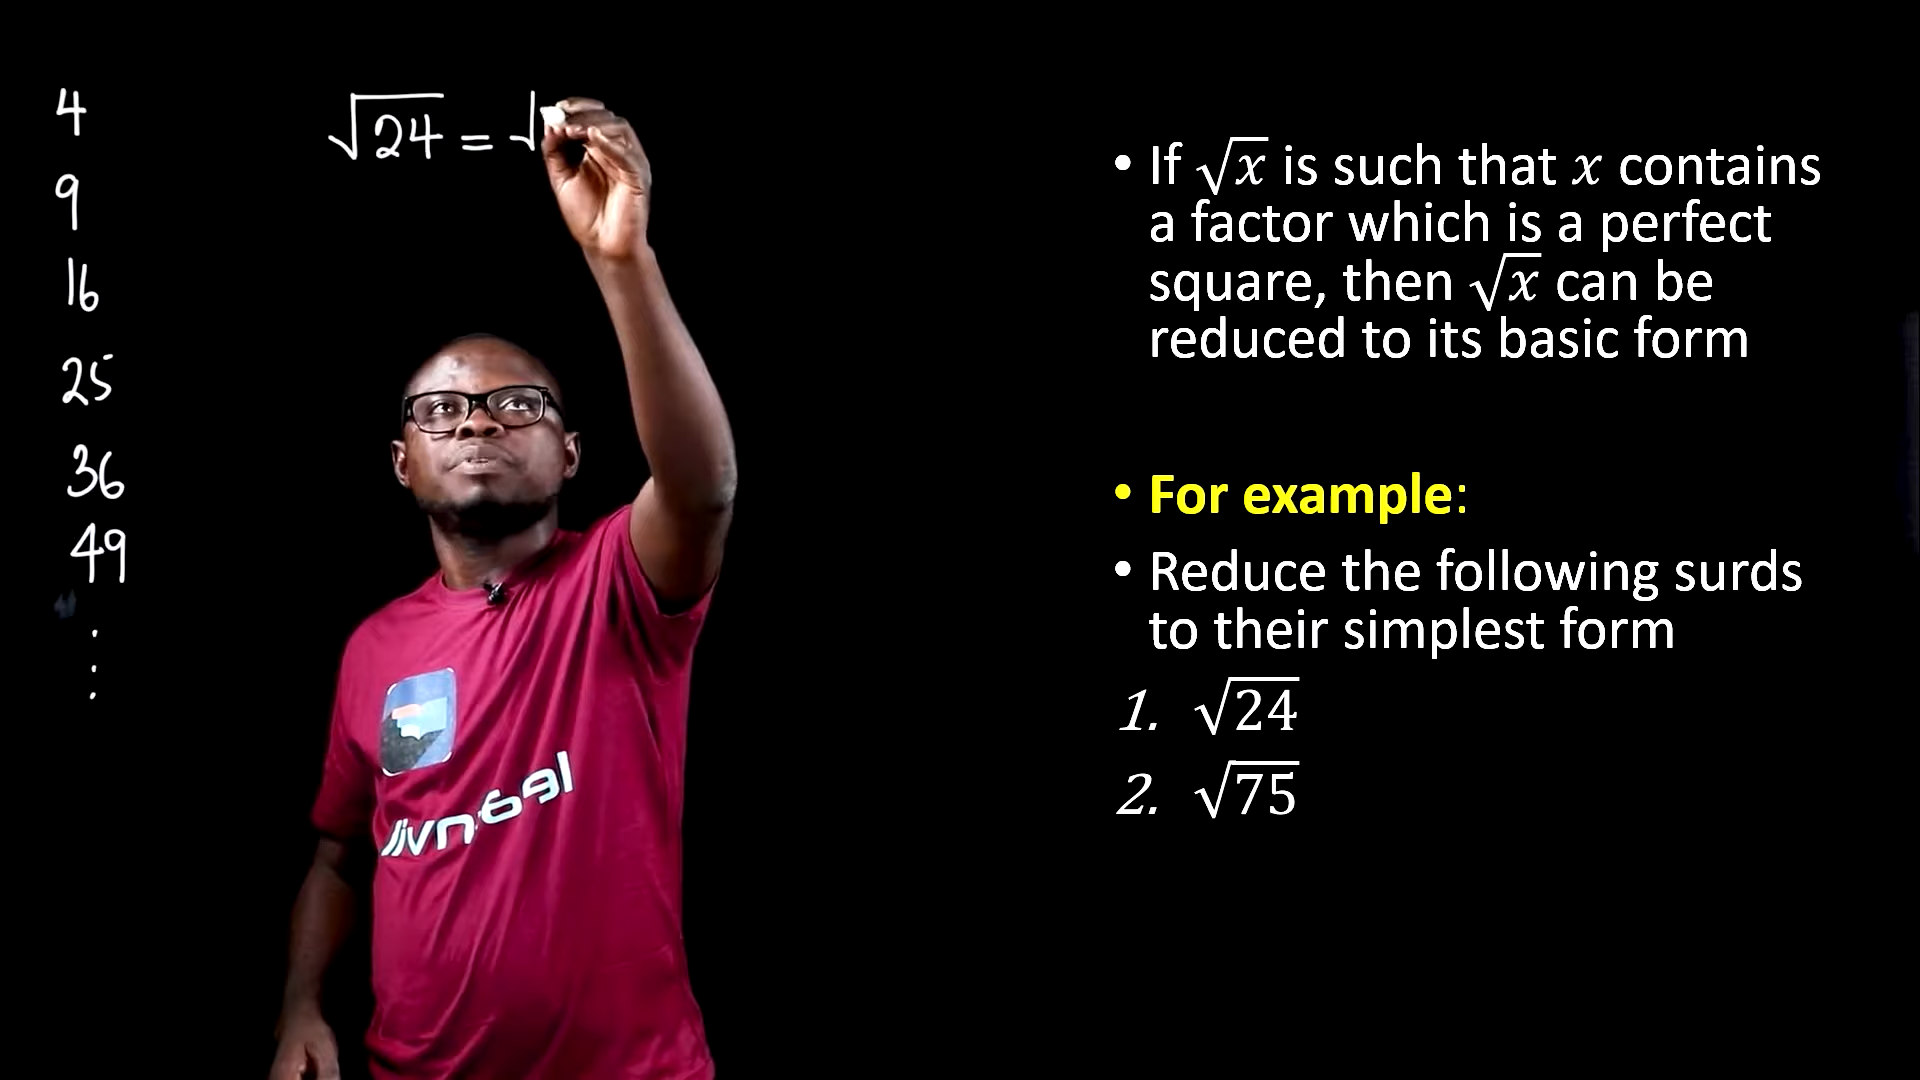 4
9
16
25
36
49
⋮
√24 = √
• If √x is such that x contains
a factor which is a perfect
square, then √x can be
reduced to its basic form
• For example:
• Reduce the following surds
to their simplest form
1. √24
2. √75